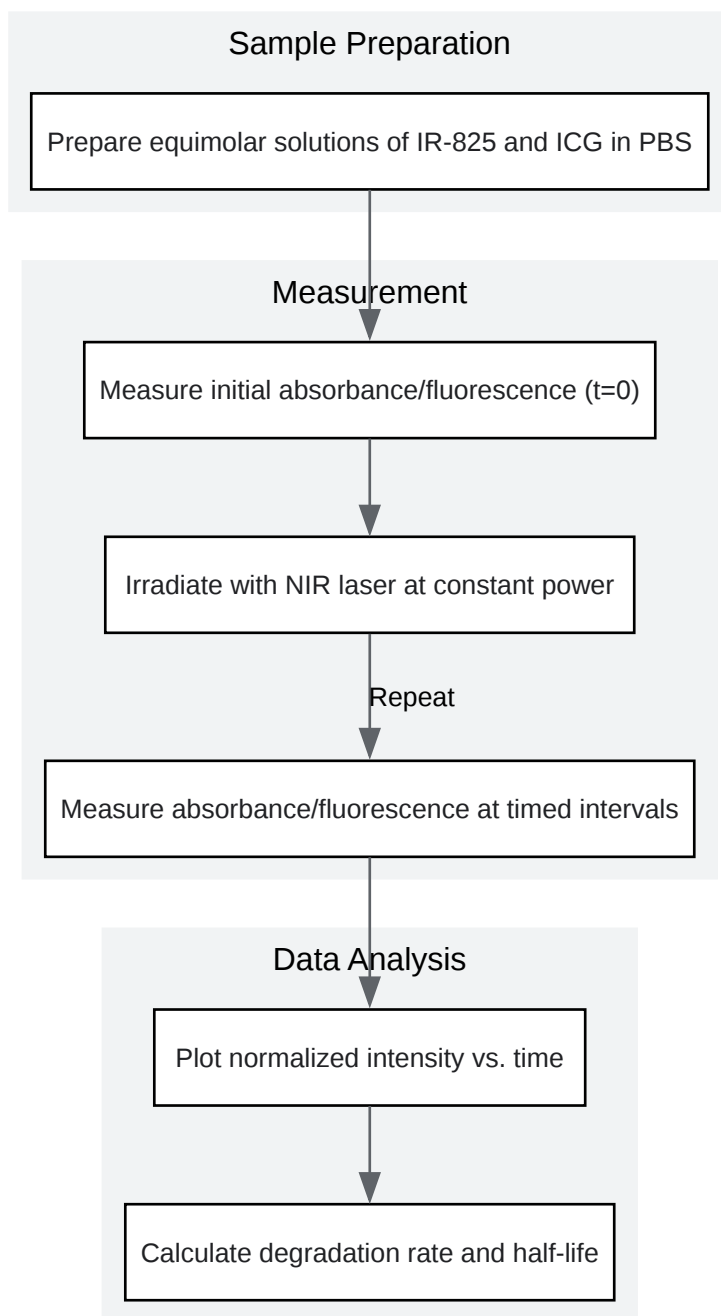 Sample Preparation
Prepare equimolar solutions of IR-825 and ICG in PBS
Measurement
Measure initial absorbance/fluorescence (t=0)
Irradiate with NIR laser at constant power
Repeat
Measure absorbance/fluorescence at timed intervals
Data Analysis
Plot normalized intensity vs. time
Calculate degradation rate and half-life